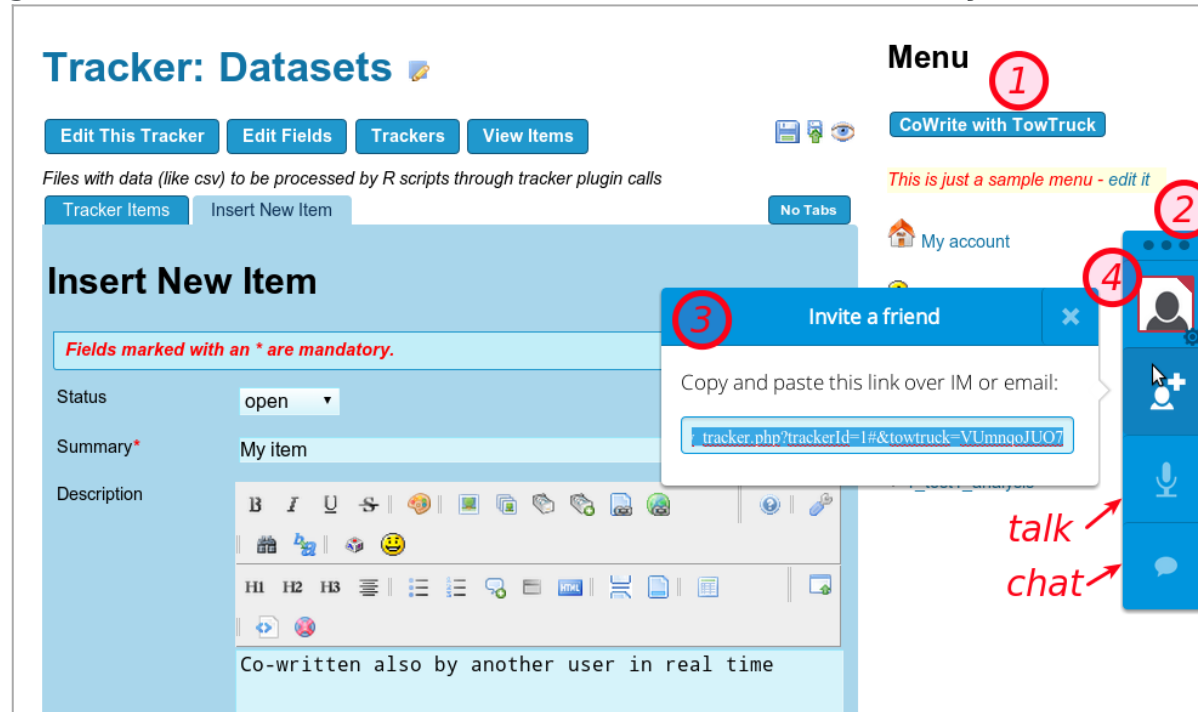 Tracker: Datasets
Edit This Tracker
Edit Fields
Trackers
View Items
Files with data (like csv) to be processed by R scripts through tracker plugin calls
Tracker Items
Insert New Item
No Tabs
Insert New Item
Fields marked with an * are mandatory.
Status
open
Summary*
My item
Description
B I U S
H1 H2 H3
HTML
Co-written also by another user in real time
Menu
1
CoWrite with TowTruck
This is just a sample menu - edit it
2
My account
4
3
Invite a friend
Copy and paste this link over IM or email:
_tracker.php?trackerId=1#&towtruck=VUmnqoJUO7
talk
chat